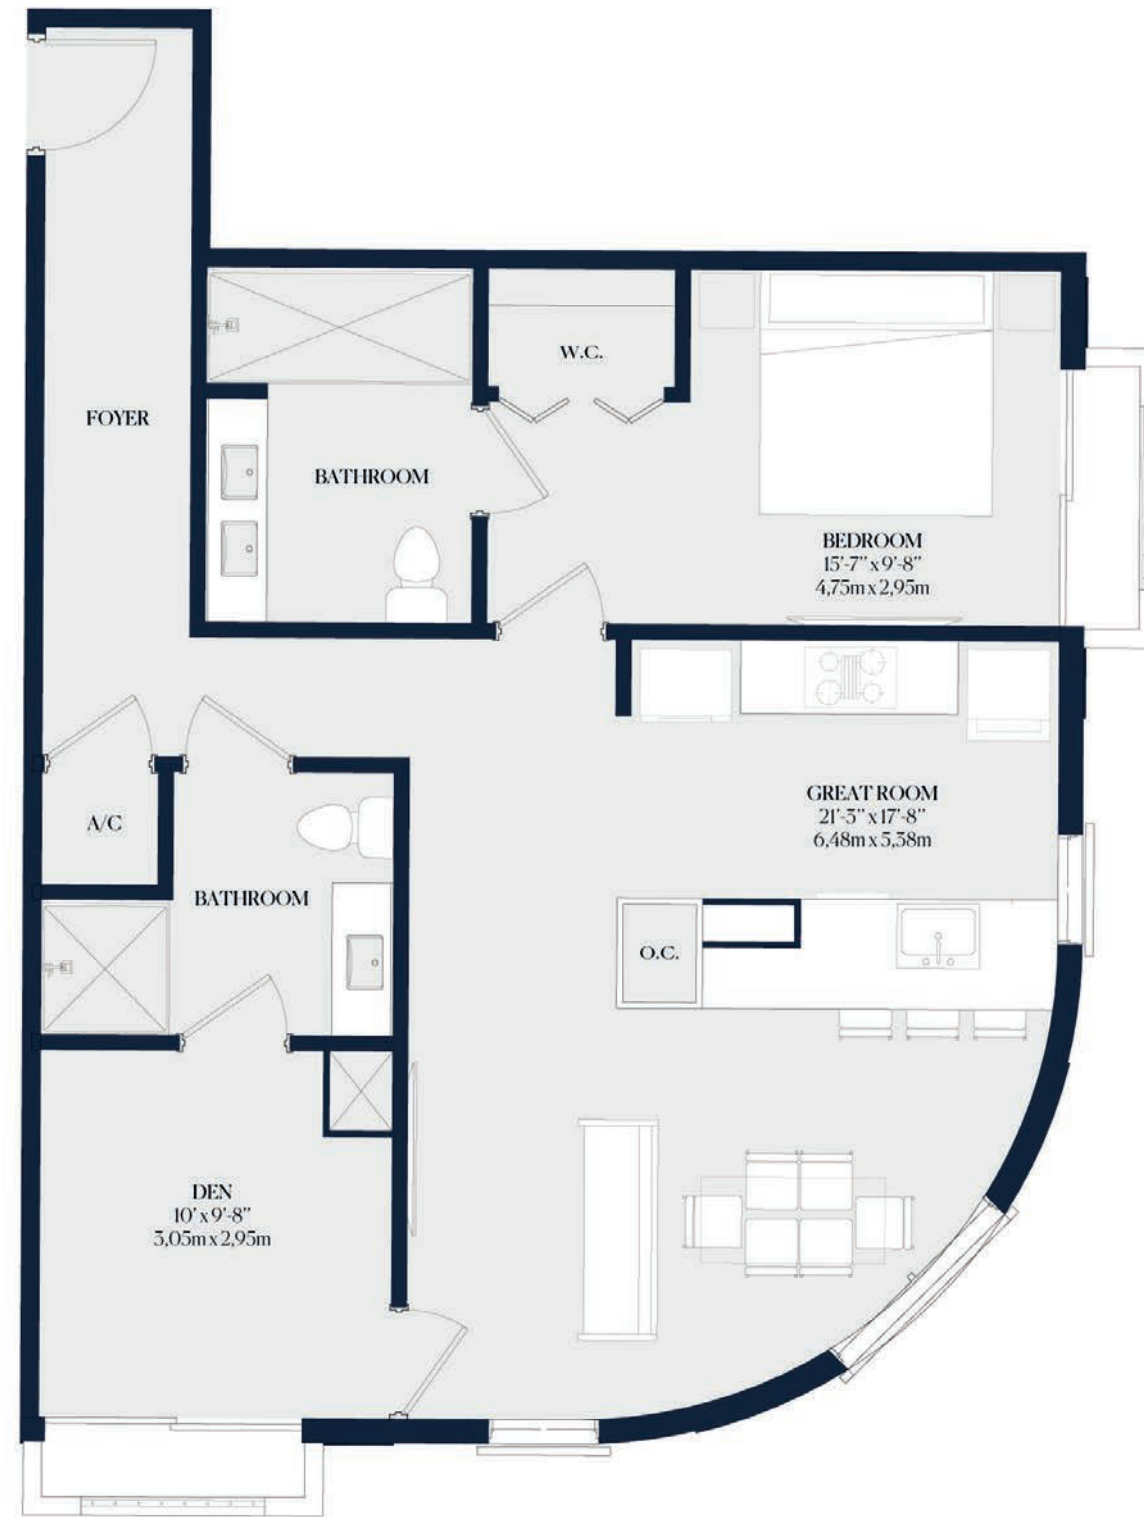 W.C.
FOYER
BATHROOM
BEDROOM
15'-7" x 9'-8"
4,75m x 2,95m
GREAT ROOM
21'-3" x 17'-8"
6,48m x 5,38m
A/C
BATHROOM
O.C.
DEN
10' x 9'-8"
3,05m x 2,95m